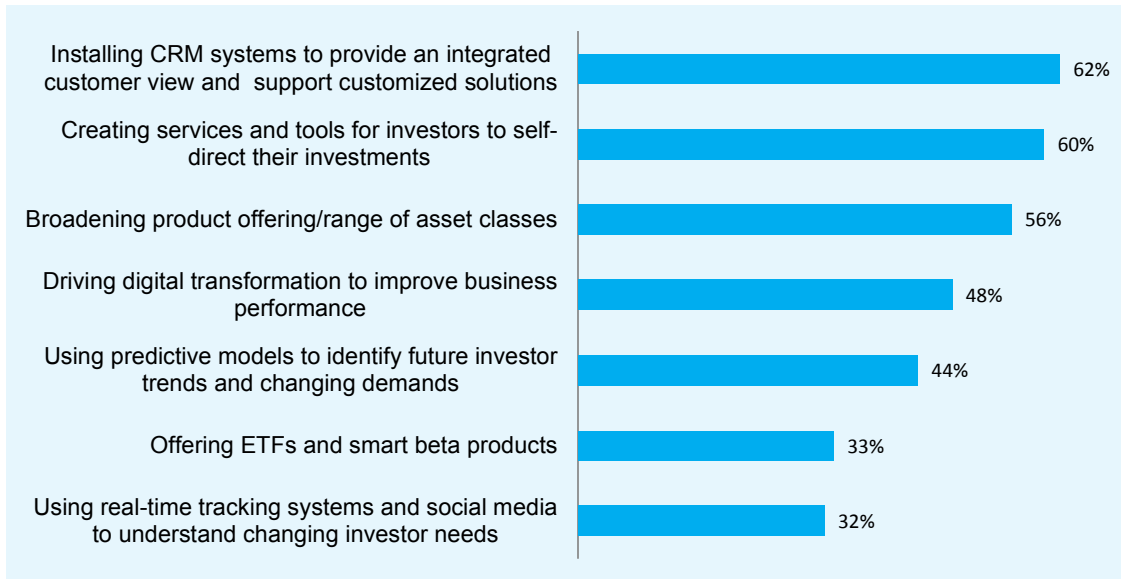 Installing CRM systems to provide an integrated
customer view and  support customized solutions
62%
Creating services and tools for investors to self-
direct their investments
60%
Broadening product offering/range of asset classes
56%
Driving digital transformation to improve business
performance
48%
Using predictive models to identify future investor
trends and changing demands
44%
Offering ETFs and smart beta products
33%
Using real-time tracking systems and social media
to understand changing investor needs
32%